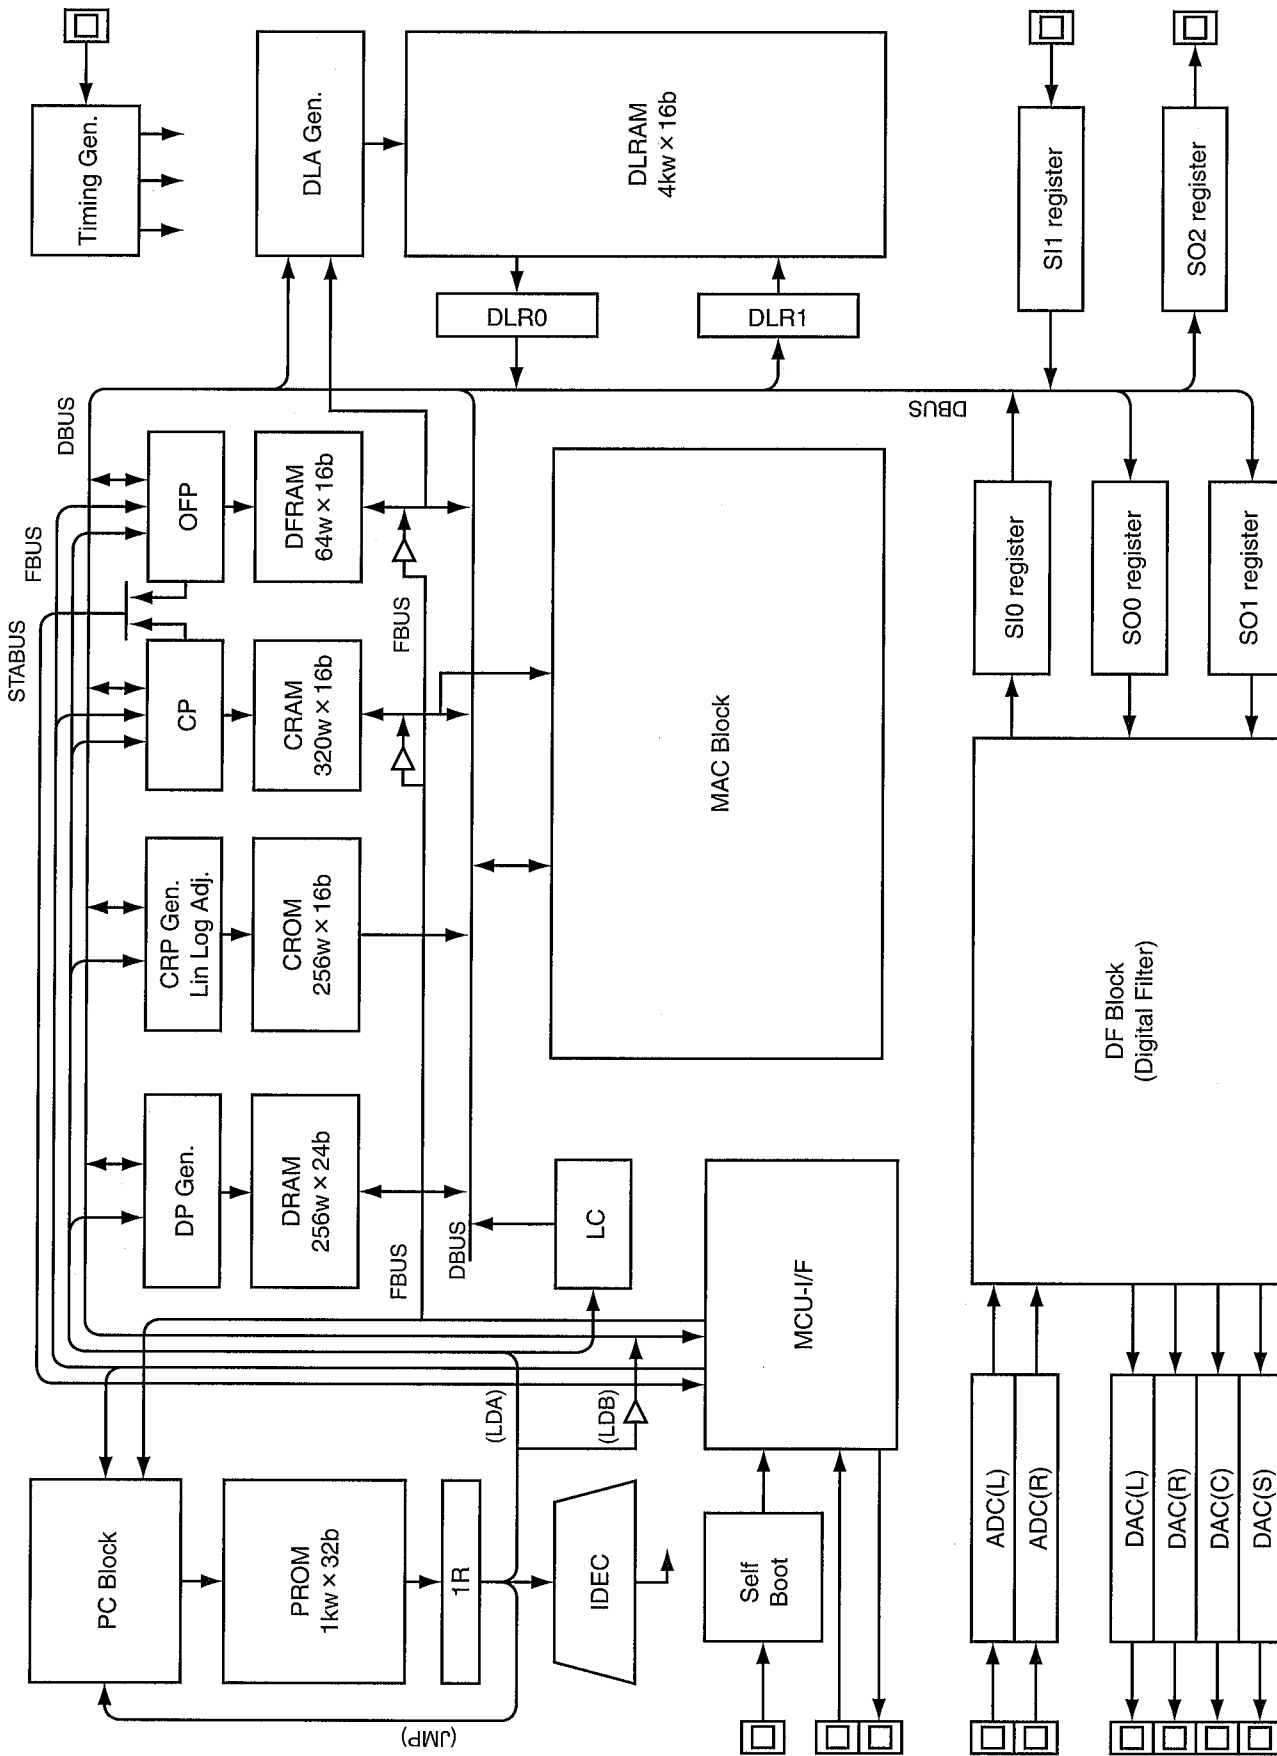 Timing Gen.
DLA Gen.
DLRAM
4kw×16b
DLR0
DLR1
SI1 register
SO2 register
DBUS
FBUS
STABUS
OFP
DFRAM
64w×16b
FBUS
CP
CRAM
320w×16b
CRP Gen.
Lin Log Adj.
CROM
256w×16b
DP Gen.
DRAM
256w×24b
FBUS
DBUS
LC
MAC Block
DBUS
SI0 register
SO0 register
SO1 register
DF Block
(Digital Filter)
MCU-I/F
(LDA)
(LDB)
PC Block
PROM
1kw×32b
1R
IDEC
(JMP)
Self
Boot
ADC(L)
ADC(R)
DAC(L)
DAC(R)
DAC(C)
DAC(S)